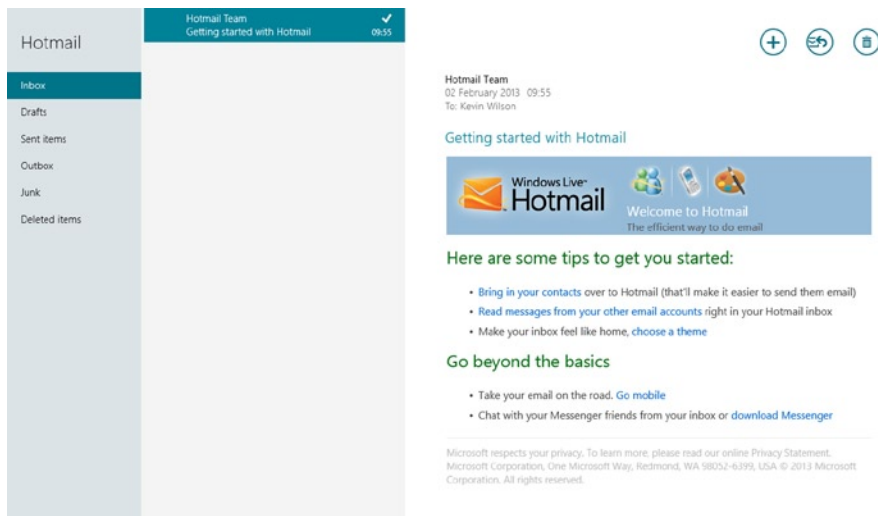 Hotmail
Inbox
Drafts
Sent items
Outbox
Junk
Deleted items
Hotmail Team
Getting started with Hotmail 09:55
Hotmail Team
02 February 2013 09:55
To: Kevin Wilson
Getting started with Hotmail
Windows Live™
Hotmail
Welcome to Hotmail
The efficient way to do email
Here are some tips to get you started:
• Bring in your contacts over to Hotmail (that'll make it easier to send them email)
• Read messages from your other email accounts right in your Hotmail inbox
• Make your inbox feel like home, choose a theme
Go beyond the basics
• Take your email on the road. Go mobile
• Chat with your Messenger friends from your inbox or download Messenger
Microsoft respects your privacy. To learn more, please read our online Privacy Statement.
Microsoft Corporation, One Microsoft Way, Redmond, WA 98052-6399, USA © 2013 Microsoft
Corporation. All rights reserved.